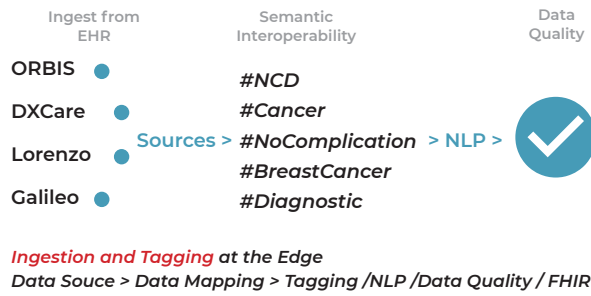 Ingest from
EHR
Semantic
Interoperability
Data
Quality
ORBIS
DXCare
Lorenzo
Galileo
Sources >
#NCD
#Cancer
#NoComplication
#BreastCancer
#Diagnostic
> NLP >
Ingestion and Tagging at the Edge
Data Souce > Data Mapping > Tagging /NLP /Data Quality / FHIR